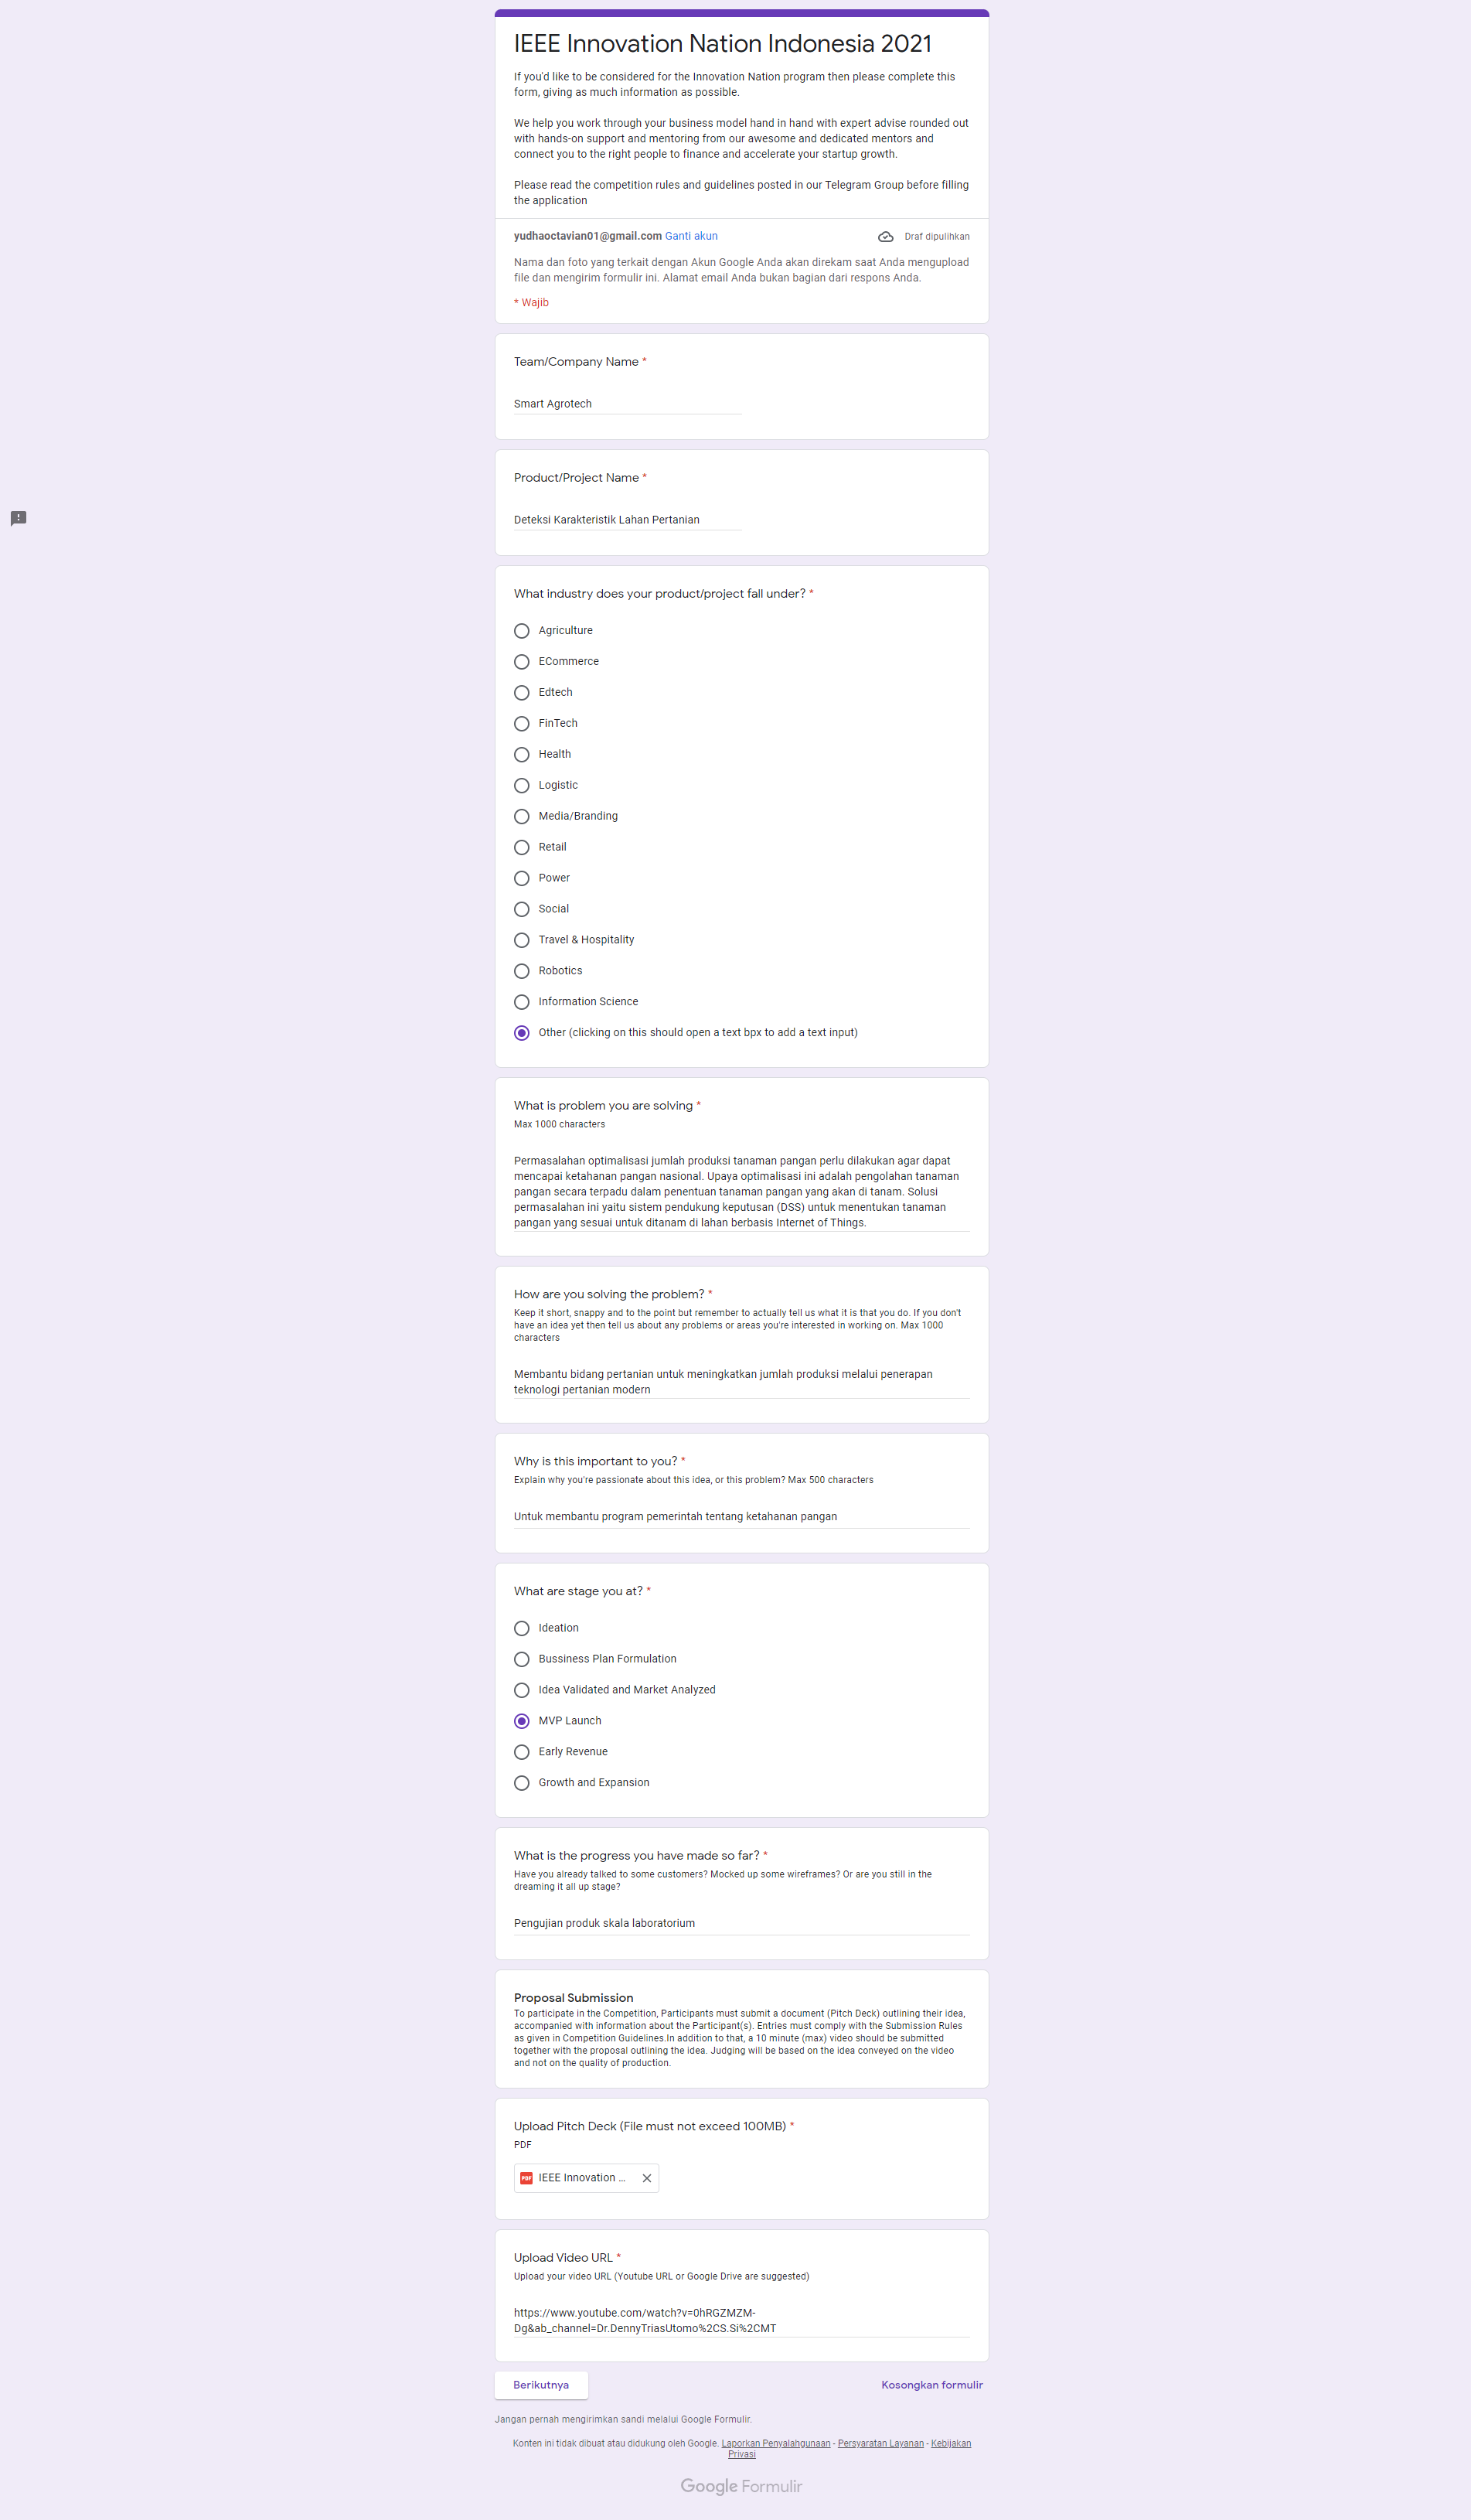 IEEE Innovation Nation Indonesia 2021
If you'd like to be considered for the Innovation Nation program then please complete this
form, giving as much information as possible.
We help you work through your business model hand in hand with expert advise rounded out
with hands-on support and mentoring from our awesome and dedicated mentors and
connect you to the right people to finance and accelerate your startup growth.
Please read the competition rules and guidelines posted in our Telegram Group before filling
the application
yudhaoctavian01@gmail.com Ganti akun
Draf dipulihkan
Nama dan foto yang terkait dengan Akun Google Anda akan direkam saat Anda mengupload
file dan mengirim formulir ini. Alamat email Anda bukan bagian dari respons Anda.
* Wajib
Team/Company Name *
Smart Agrotech
Product/Project Name *
Deteksi Karakteristik Lahan Pertanian
What industry does your product/project fall under? *
Agriculture
ECommerce
Edtech
FinTech
Health
Logistic
Media/Branding
Retail
Power
Social
Travel & Hospitality
Robotics
Information Science
Other (clicking on this should open a text bpx to add a text input)
What is problem you are solving *
Max 1000 characters
Permasalahan optimalisasi jumlah produksi tanaman pangan perlu dilakukan agar dapat
mencapai ketahanan pangan nasional. Upaya optimalisasi ini adalah pengolahan tanaman
pangan secara terpadu dalam penentuan tanaman pangan yang akan di tanam. Solusi
permasalahan ini yaitu sistem pendukung keputusan (DSS) untuk menentukan tanaman
pangan yang sesuai untuk ditanam di lahan berbasis Internet of Things.
How are you solving the problem? *
Keep it short, snappy and to the point but remember to actually tell us what it is that you do. If you don't
have an idea yet then tell us about any problems or areas you're interested in working on. Max 1000
characters
Membantu bidang pertanian untuk meningkatkan jumlah produksi melalui penerapan
teknologi pertanian modern
Why is this important to you? *
Explain why you're passionate about this idea, or this problem? Max 500 characters
Untuk membantu program pemerintah tentang ketahanan pangan
What are stage you at? *
Ideation
Bussiness Plan Formulation
Idea Validated and Market Analyzed
MVP Launch
Early Revenue
Growth and Expansion
What is the progress you have made so far? *
Have you already talked to some customers? Mocked up some wireframes? Or are you still in the
dreaming it all up stage?
Pengujian produk skala laboratorium
Proposal Submission
To participate in the Competition, Participants must submit a document (Pitch Deck) outlining their idea,
accompanied with information about the Participant(s). Entries must comply with the Submission Rules
as given in Competition Guidelines.In addition to that, a 10 minute (max) video should be submitted
together with the proposal outlining the idea. Judging will be based on the idea conveyed on the video
and not on the quality of production.
Upload Pitch Deck (File must not exceed 100MB) *
PDF
PDF IEEE Innovation ...
Upload Video URL *
Upload your video URL (Youtube URL or Google Drive are suggested)
https://www.youtube.com/watch?v=0hRGZMZM-
Dg&ab_channel=Dr.DennyTriasUtomo%2CS.Si%2CMT
Berikutnya
Kosongkan formulir
Jangan pernah mengirimkan sandi melalui Google Formulir.
Konten ini tidak dibuat atau didukung oleh Google. Laporkan Penyalahgunaan - Persyaratan Layanan - Kebijakan
Privasi
Google Formulir